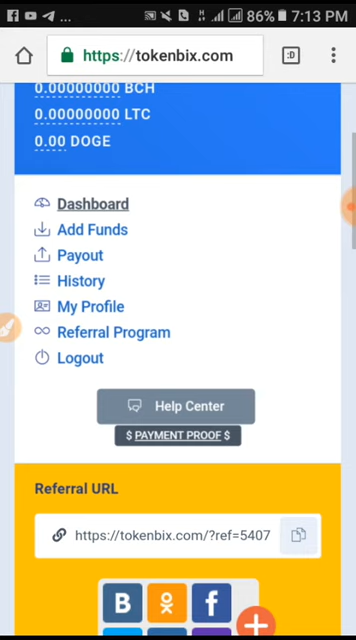 86% 7:13 PM
https://tokenbix.com
:D
0.00000000 BCH
0.00000000 LTC
0.00 DOGE
Dashboard
Add Funds
Payout
History
My Profile
Referral Program
Logout
Help Center
$ PAYMENT PROOF $
Referral URL
https://tokenbix.com/?ref=5407
B f